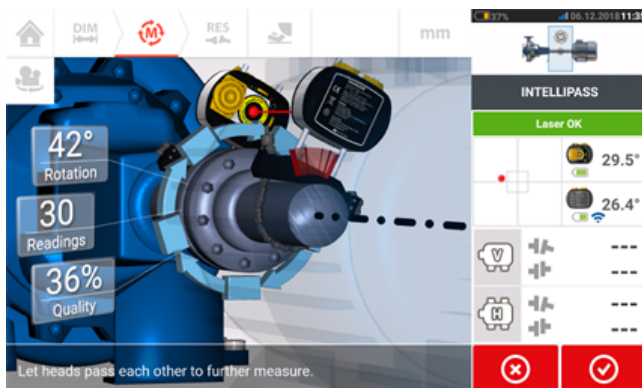 DIM
M
RES
mm
42°
Rotation
30
Readings
36%
Quality
Let heads pass each other to further measure.
37%
06.12.2018 11:35
INTELLIPASS
Laser OK
29.5°
26.4°
V
---
---
H
---
---